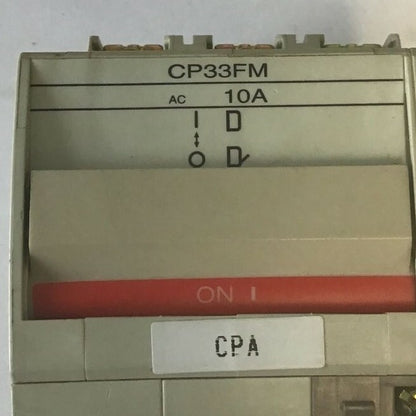 CP33FM
AC 10A
I D
O D
ON I
CPA